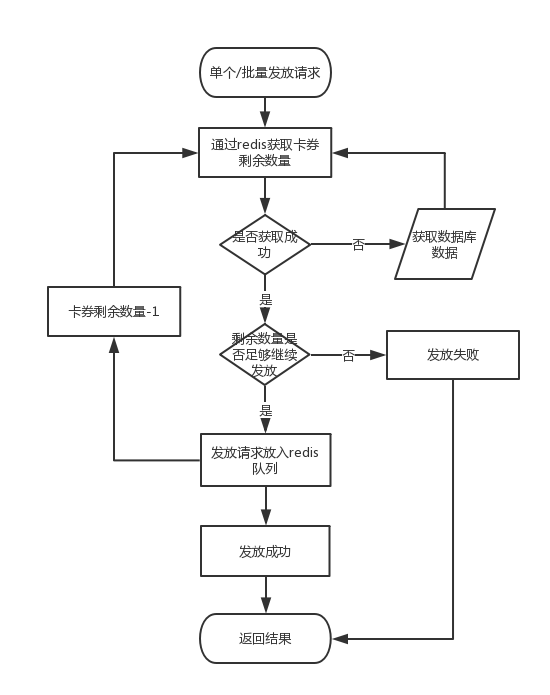 单个/批量发放请求
通过redis获取卡券
剩余数量
是否获取成
功
否
获取数据库
数据
是
卡券剩余数量-1
剩余数量是
否足够继续
发放
否
发放失败
是
发放请求放入redis
队列
发放成功
返回结果